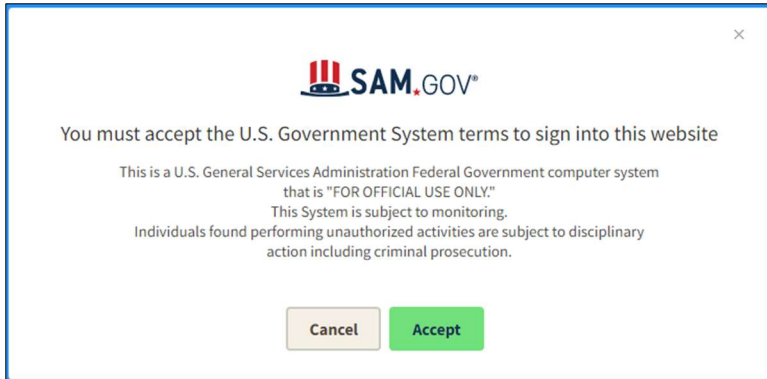 SAM.GOV®
You must accept the U.S. Government System terms to sign into this website
This is a U.S. General Services Administration Federal Government computer system
that is "FOR OFFICIAL USE ONLY."
This System is subject to monitoring.
Individuals found performing unauthorized activities are subject to disciplinary
action including criminal prosecution.
Cancel
Accept